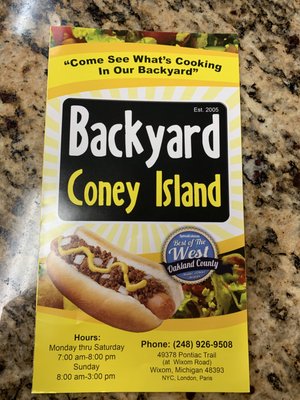 "Come See What's Cooking
In Our Backyard"
Est. 2005
Backyard
Coney Island
Best of The
West
Oakland County
Hours:
Monday thru Saturday
7:00 am-8:00 pm
Sunday
8:00 am-3:00 pm
Phone: (248) 926-9508
49378 Pontiac Trail
(at Wixom Road)
Wixom, Michigan 48393
NYC, London, Paris